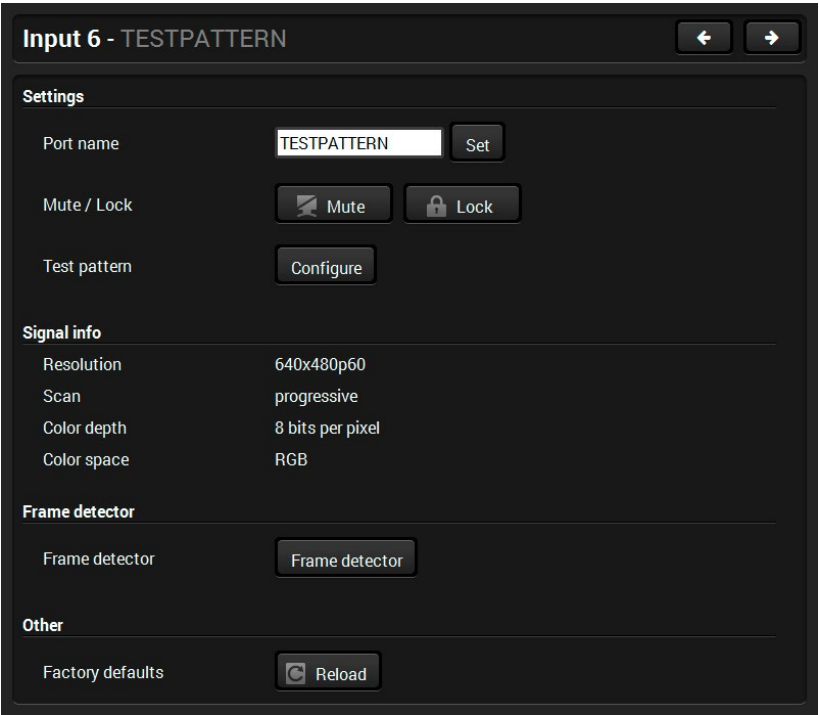 Input 6 - TESTPATTERN
Settings
Port name TESTPATTERN Set
Mute / Lock Mute Lock
Test pattern Configure
Signal info
Resolution 640x480p60
Scan progressive
Color depth 8 bits per pixel
Color space RGB
Frame detector
Frame detector Frame detector
Other
Factory defaults Reload